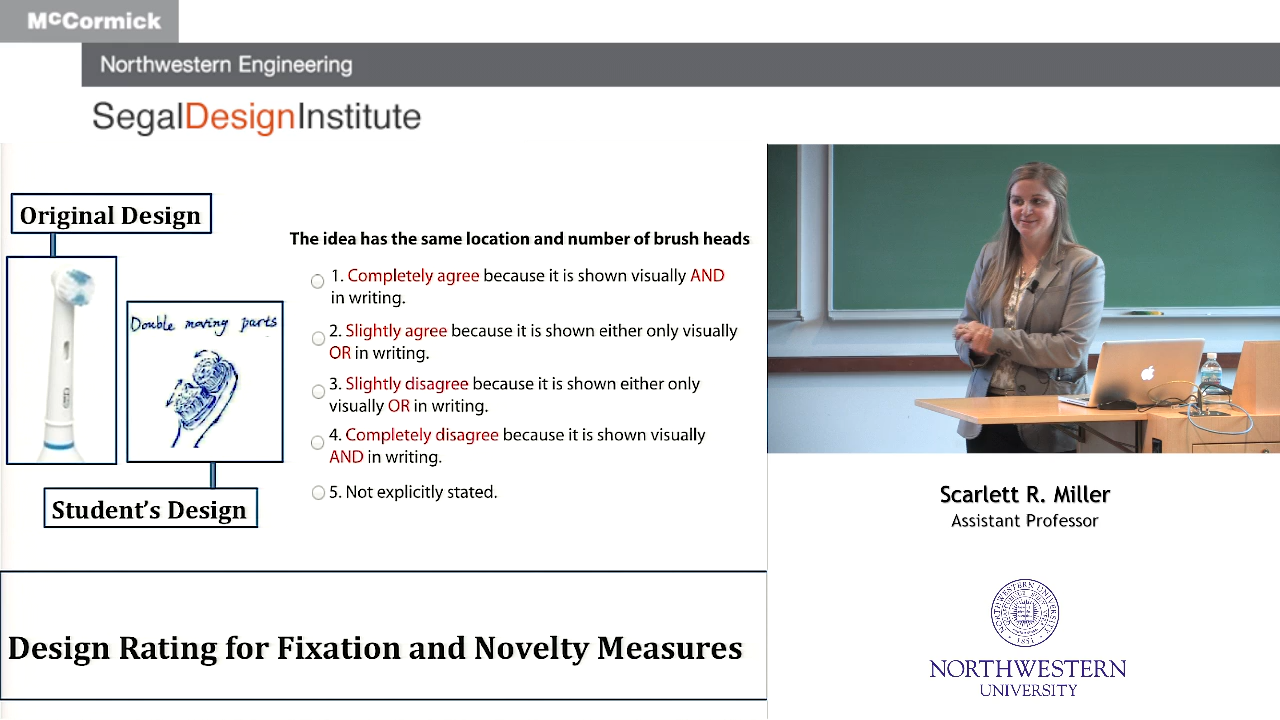 McCormick
Northwestern Engineering
SegalDesignInstitute
Original Design
Double moving parts
Student's Design
The idea has the same location and number of brush heads
1. Completely agree because it is shown visually AND
in writing.
2. Slightly agree because it is shown either only visually
OR in writing.
3. Slightly disagree because it is shown either only
visually OR in writing.
4. Completely disagree because it is shown visually
AND in writing.
5. Not explicitly stated.
Design Rating for Fixation and Novelty Measures
Scarlett R. Miller
Assistant Professor
NORTHWESTERN
UNIVERSITY